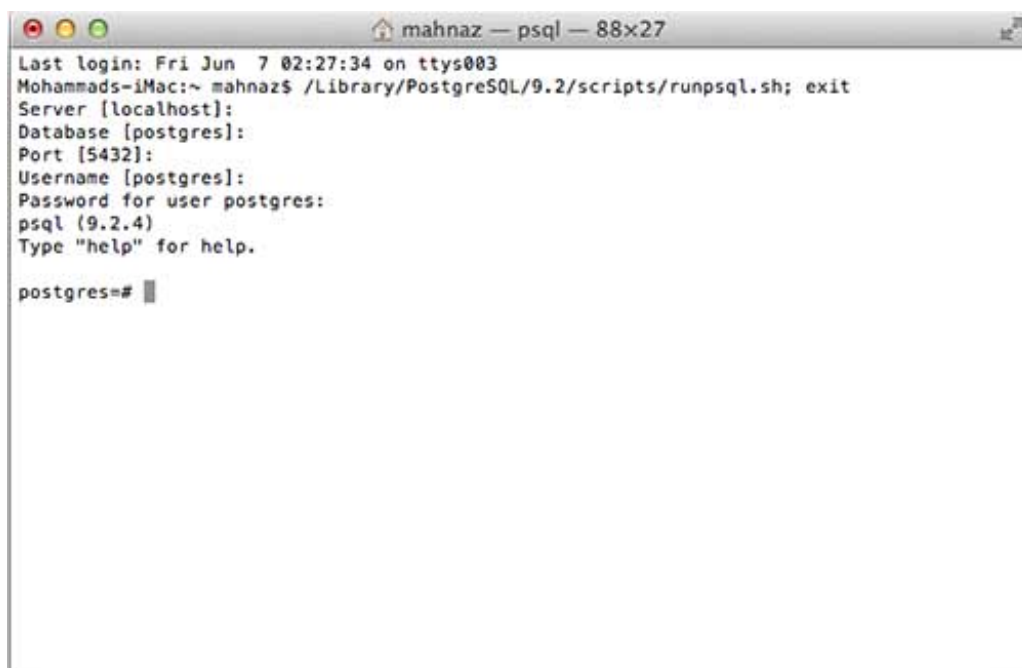 mahnaz — psql — 88×27
Last login: Fri Jun  7 02:27:34 on ttys003
Mohammads-iMac:~ mahnaz$ /Library/PostgreSQL/9.2/scripts/runpsql.sh; exit
Server [localhost]:
Database [postgres]:
Port [5432]:
Username [postgres]:
Password for user postgres:
psql (9.2.4)
Type "help" for help.
postgres=#